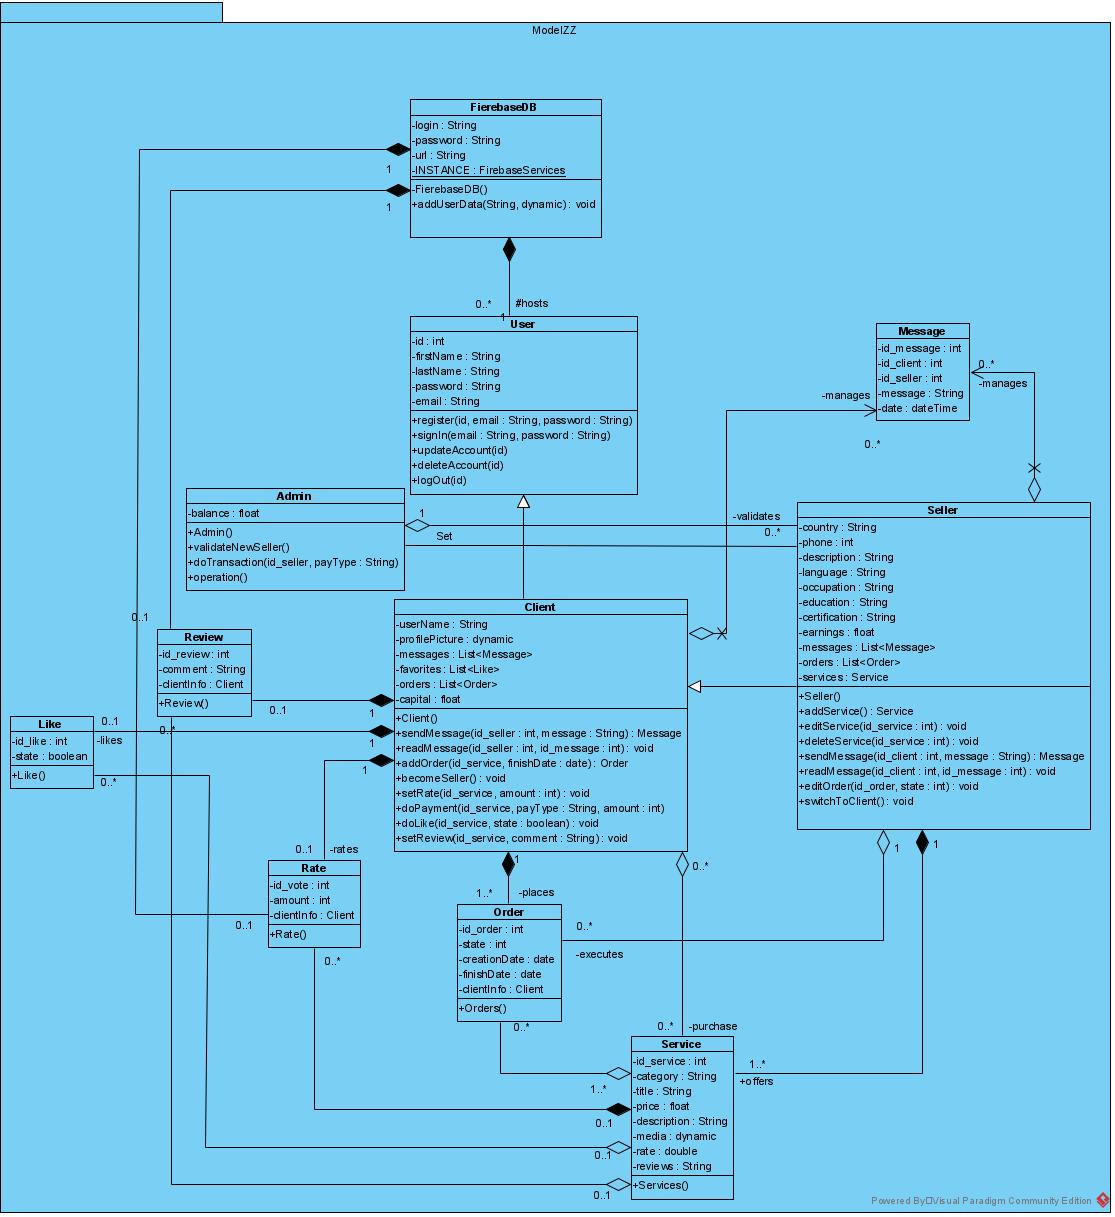 ModelZZ
FierebaseDB
-login : String
-password : String
-url : String
-INSTANCE : FirebaseServices
-FierebaseDB()
+addUserData(String, dynamic) : void
1
1
0..*
#hosts
1
User
-id : int
-firstName : String
-lastName : String
-password : String
-email : String
+register(id, email : String, password : String)
+signIn(email : String, password : String)
+updateAccount(id)
+deleteAccount(id)
+logOut(id)
Message
-id_message : int
-id_client : int
-id_seller : int
-message : String
-date : dateTime
0..*
-manages
-manages
0..*
Admin
-balance : float
+Admin()
+validateNewSeller()
+doTransaction(id_seller, payType : String)
+operation()
1
Set
-validates
0..*
Seller
-country : String
-phone : int
-description : String
-language : String
-occupation : String
-education : String
-certification : String
-earnings : float
-messages : List<Message>
-orders : List<Order>
-services : Service
+Seller()
+addService() : Service
+editService(id_service : int) : void
+deleteService(id_service : int) : void
+sendMessage(id_client : int, message : String) : Message
+readMessage(id_client : int, id_message : int) : void
+editOrder(id_order, state : int) : void
+switchToClient() : void
Client
-userName : String
-profilePicture : dynamic
-messages : List<Message>
-favorites : List<Like>
-orders : List<Order>
-capital : float
+Client()
+sendMessage(id_seller : int, message : String) : Message
+readMessage(id_seller : int, id_message : int) : void
+addOrder(id_service, finishDate : date) : Order
+becomeSeller() : void
+setRate(id_service, amount : int) : void
+doPayment(id_service, payType : String, amount : int)
+doLike(id_service, state : boolean) : void
+setReview(id_service, comment : String) : void
0..1
Review
-id_review : int
-comment : String
-clientInfo : Client
+Review()
0..1
1
0..*
Like
-id_like : int
-state : boolean
+Like()
0..1
-likes
0..*
1
1
0..1
-rates
Rate
-id_vote : int
-amount : int
-clientInfo : Client
+Rate()
0..1
0..*
1
1..*
-places
Order
-id_order : int
-state : int
-creationDate : date
-finishDate : date
-clientInfo : Client
+Orders()
0..*
-executes
0..*
0..*
1
1
0..*
-purchase
Service
-id_service : int
-category : String
-title : String
-price : float
-description : String
-media : dynamic
-rate : double
-reviews : String
+Services()
1..*
+offers
1..*
0..1
0..1
0..1
Powered By Visual Paradigm Community Edition